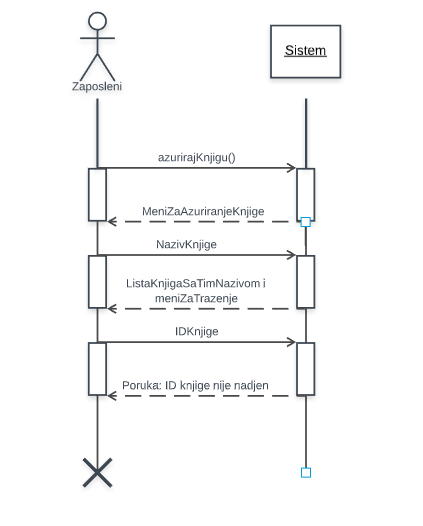 Zaposleni
Sistem
azurirajKnjigu()
MeniZaAzuriranjeKnjige
NazivKnjige
ListaKnjigaSaTimNazivom i
meniZaTrazenje
IDKnjige
Poruka: ID knjige nije nadjen